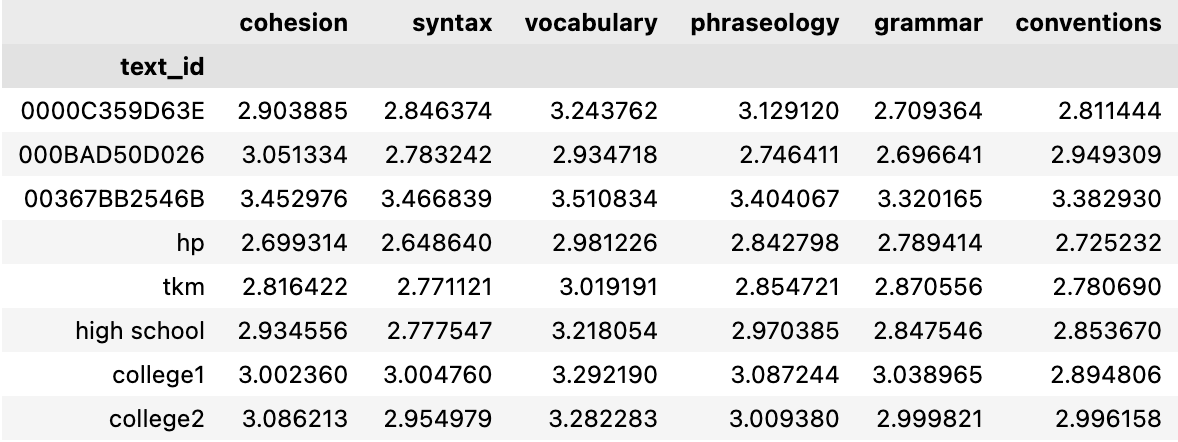 cohesion syntax vocabulary phraseology grammar conventions
text_id
0000C359D63E 2.903885 2.846374 3.243762 3.129120 2.709364 2.811444
000BAD50D026 3.051334 2.783242 2.934718 2.746411 2.696641 2.949309
00367BB2546B 3.452976 3.466839 3.510834 3.404067 3.320165 3.382930
hp 2.699314 2.648640 2.981226 2.842798 2.789414 2.725232
tkm 2.816422 2.771121 3.019191 2.854721 2.870556 2.780690
high school 2.934556 2.777547 3.218054 2.970385 2.847546 2.853670
college1 3.002360 3.004760 3.292190 3.087244 3.038965 2.894806
college2 3.086213 2.954979 3.282283 3.009380 2.999821 2.996158